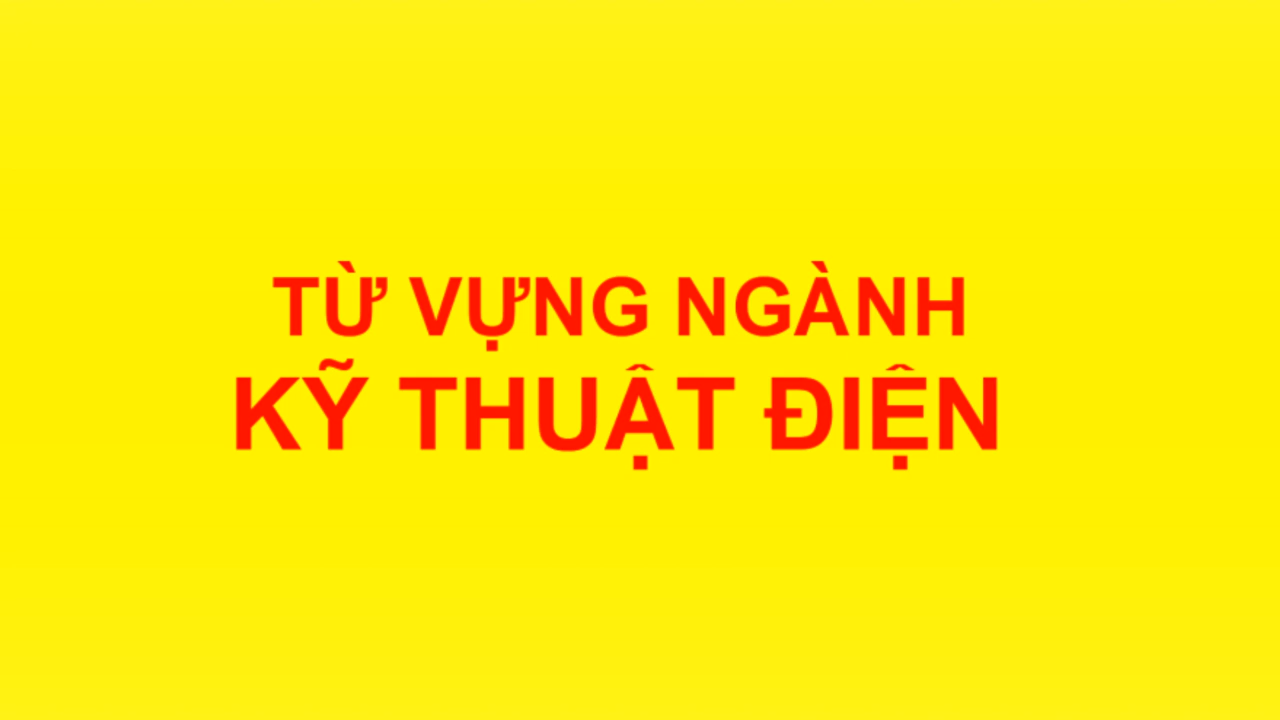 TỪ VỰNG NGÀNH
KỸ THUẬT ĐIỆN